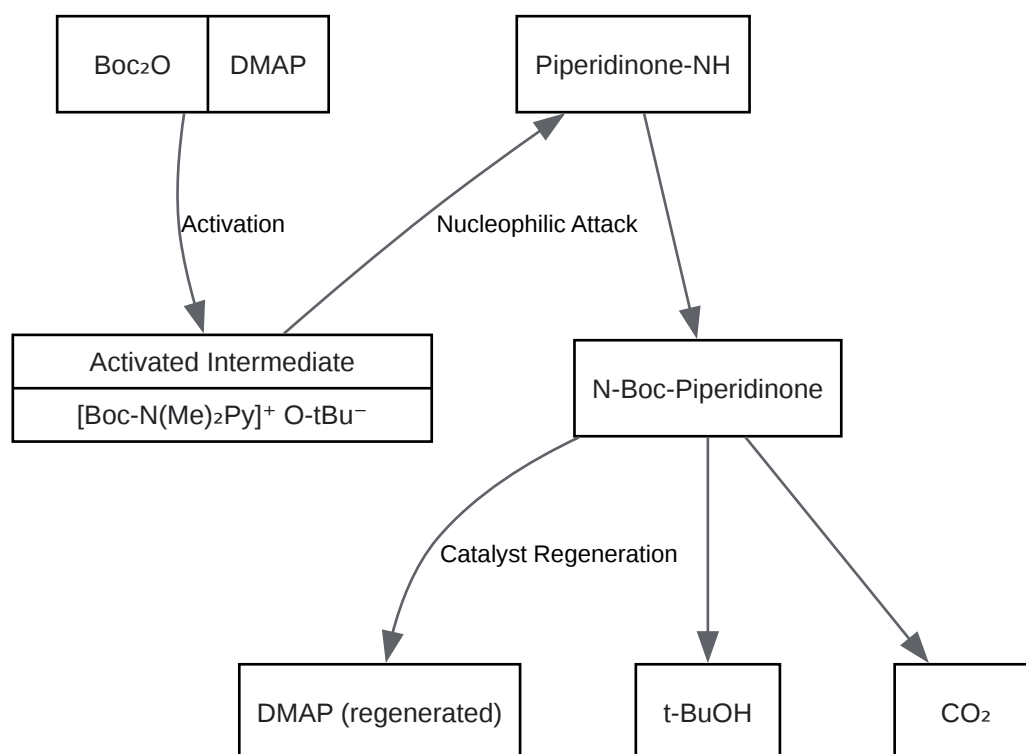 Boc₂O
DMAP
Piperidinone-NH
Activation
Nucleophilic Attack
Activated Intermediate
[Boc-N(Me)₂Py]⁺ O-tBu⁻
N-Boc-Piperidinone
Catalyst Regeneration
DMAP (regenerated)
t-BuOH
CO₂